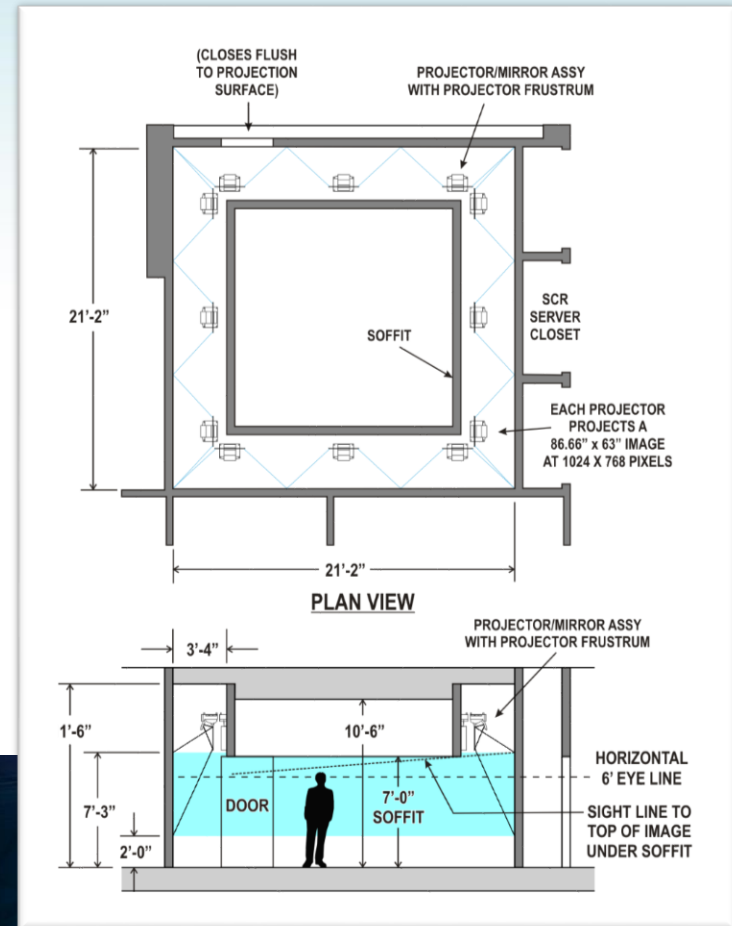 (CLOSES FLUSH
TO PROJECTION
SURFACE)
PROJECTOR/MIRROR ASSY
WITH PROJECTOR FRUSTRUM
21’-2”
SOFFIT
SCR
SERVER
CLOSET
EACH PROJECTOR
PROJECTS A
86.66” x 63” IMAGE
AT 1024 X 768 PIXELS
21’-2”
PLAN VIEW
PROJECTOR/MIRROR ASSY
WITH PROJECTOR FRUSTRUM
3’-4”
1’-6”
10’-6”
HORIZONTAL
6’ EYE LINE
7’-3”
DOOR
7’-0”
SOFFIT
SIGHT LINE TO
TOP OF IMAGE
UNDER SOFFIT
2’-0”